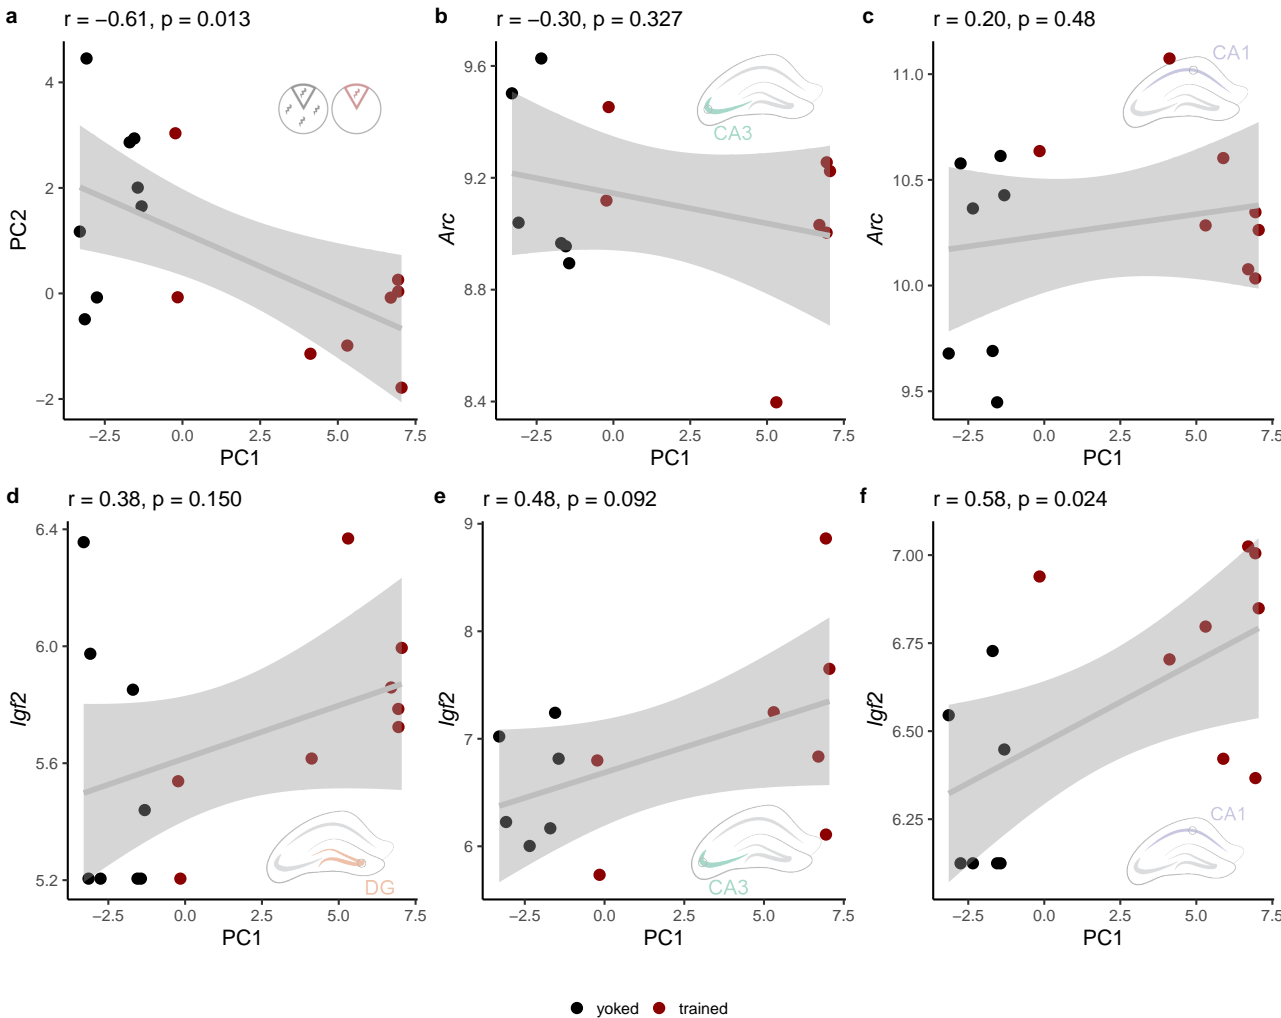 a r = −0.61, p = 0.013
PC2
4
2
0
−2
−2.5 0.0 2.5 5.0 7.5
PC1
b r = −0.30, p = 0.327
Arc
9.6
9.2
8.8
8.4
CA3
−2.5 0.0 2.5 5.0 7.5
PC1
c r = 0.20, p = 0.48
Arc
11.0
10.5
10.0
9.5
CA1
−2.5 0.0 2.5 5.0 7.5
PC1
d r = 0.38, p = 0.150
Igf2
6.4
6.0
5.6
5.2
DG
−2.5 0.0 2.5 5.0 7.5
PC1
e r = 0.48, p = 0.092
Igf2
9
8
7
6
CA3
−2.5 0.0 2.5 5.0 7.5
PC1
f r = 0.58, p = 0.024
Igf2
7.00
6.75
6.50
6.25
CA1
−2.5 0.0 2.5 5.0 7.5
PC1
yoked trained